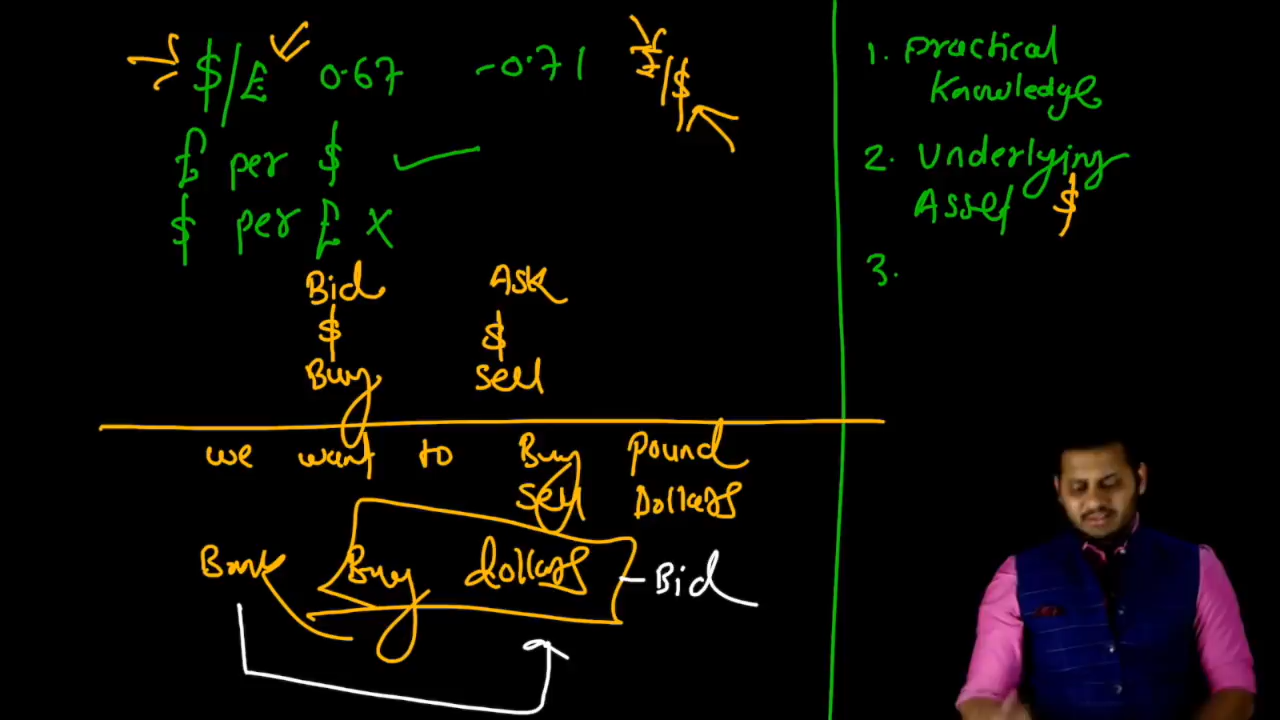 $/£ 0.67 -0.71 £/$
£ per $ ✓
$ per £ X
Bid Ask
$ $
Buy Sell
we want to Buy Pound
Sell Dollars
Bank Buy dollars - Bid
1. Practical
Knowledge
2. Underlying
Asset $
3.